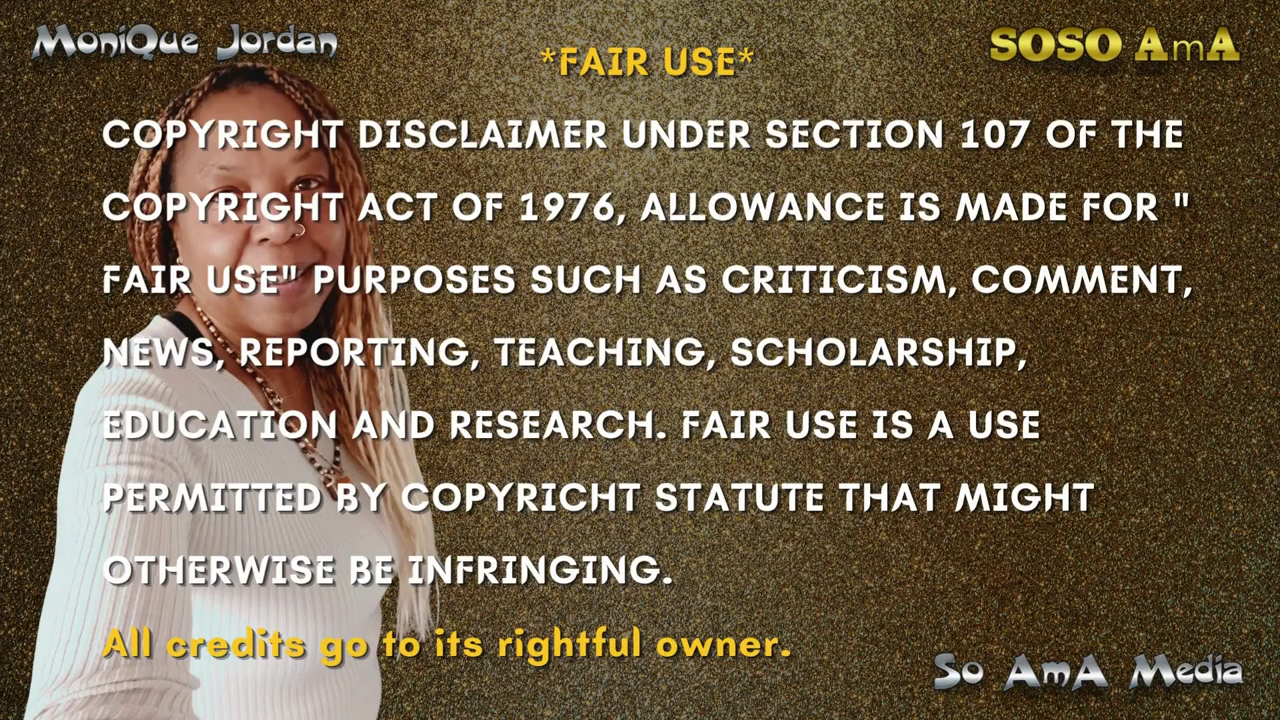 MoniQue Jordan
SOSO AmA
*FAIR USE*
COPYRIGHT DISCLAIMER UNDER SECTION 107 OF THE
COPYRIGHT ACT OF 1976, ALLOWANCE IS MADE FOR "
FAIR USE" PURPOSES SUCH AS CRITICISM, COMMENT,
NEWS, REPORTING, TEACHING, SCHOLARSHIP,
EDUCATION AND RESEARCH. FAIR USE IS A USE
PERMITTED BY COPYRICHT STATUTE THAT MIGHT
OTHERWISE BE INFRINGING.
All credits go to its rightful owner.
So AmA Media